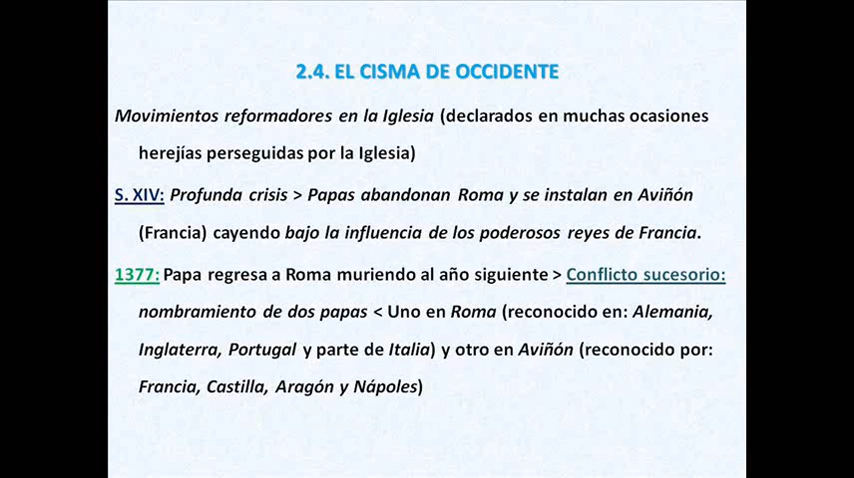 2.4. EL CISMA DE OCCIDENTE
Movimientos reformadores en la Iglesia (declarados en muchas ocasiones
herejías perseguidas por la Iglesia)
S. XIV: Profunda crisis > Papas abandonan Roma y se instalan en Aviñón
(Francia) cayendo bajo la influencia de los poderosos reyes de Francia.
1377: Papa regresa a Roma muriendo al año siguiente > Conflicto sucesorio:
nombramiento de dos papas < Uno en Roma (reconocido en: Alemania,
Inglaterra, Portugal y parte de Italia) y otro en Aviñón (reconocido por:
Francia, Castilla, Aragón y Nápoles)